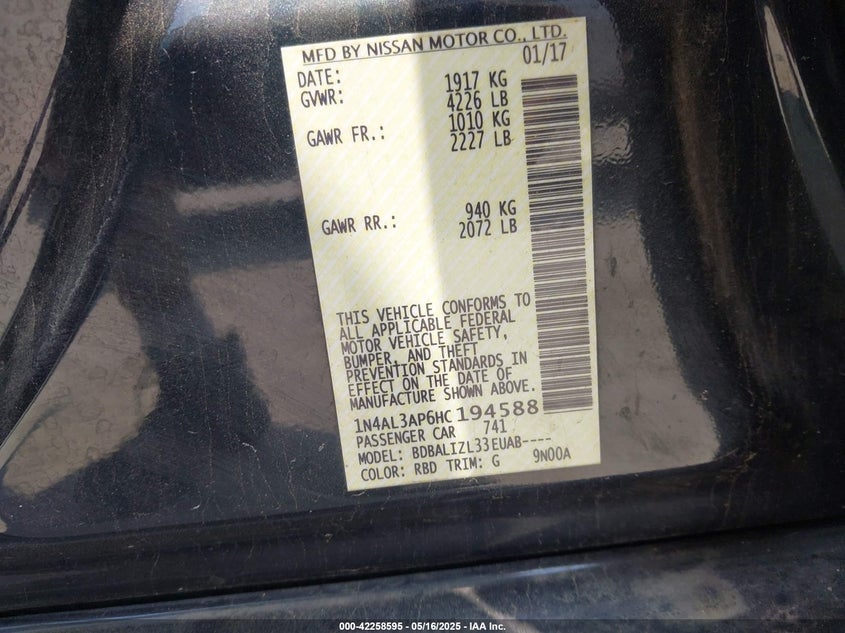 MFD BY NISSAN MOTOR CO., LTD.
DATE: 01/17
GVWR: 1917 KG
4226 LB
GAWR FR.: 1010 KG
2227 LB
GAWR RR.: 940 KG
2072 LB
THIS VEHICLE CONFORMS TO
ALL APPLICABLE FEDERAL
MOTOR VEHICLE SAFETY,
BUMPER, AND THEFT
PREVENTION STANDARDS IN
EFFECT ON THE DATE OF
MANUFACTURE SHOWN ABOVE.
1N4AL3AP6HC194588
PASSENGER CAR 741
MODEL: BDBALIZL33EUAB----
COLOR: RBD TRIM: G 9N00A
000-42258595 - 05/16/2025 - IAA Inc.